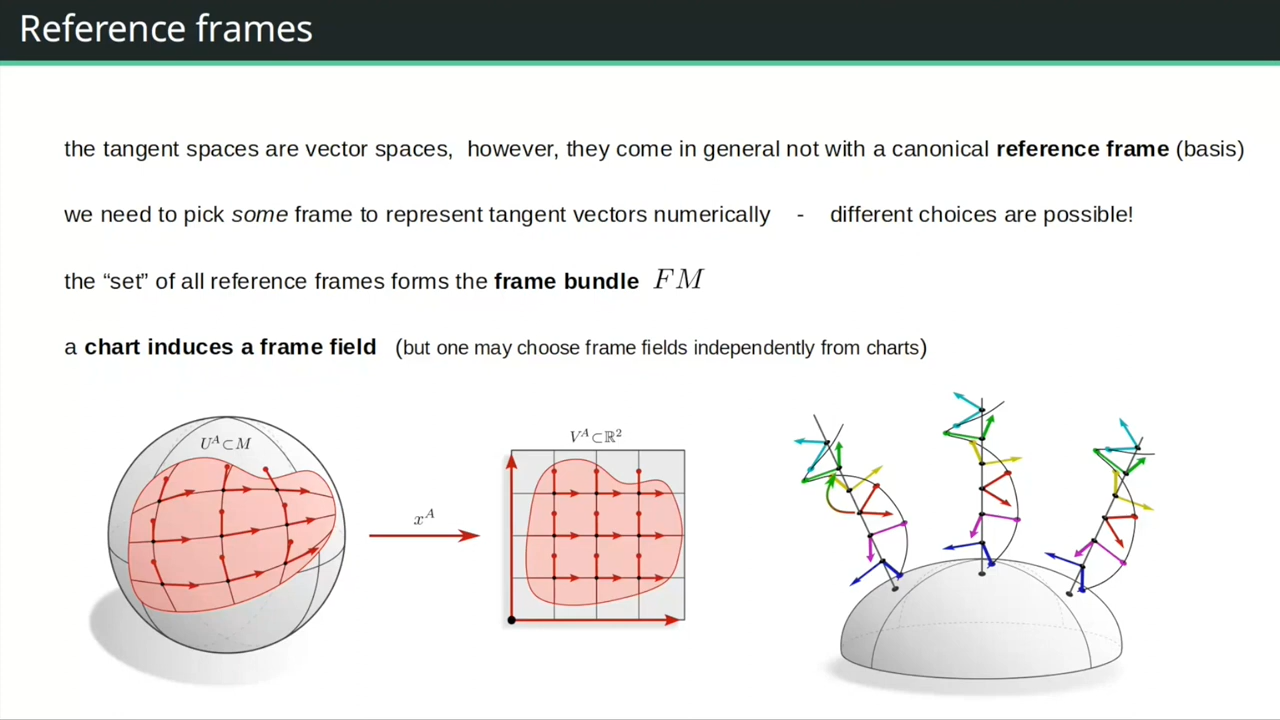 Reference frames
the tangent spaces are vector spaces, however, they come in general not with a canonical reference frame (basis)
we need to pick some frame to represent tangent vectors numerically - different choices are possible!
the “set” of all reference frames forms the frame bundle FM
a chart induces a frame field (but one may choose frame fields independently from charts)
U^A ⊂ M
V^A ⊂ ℝ²
x^A